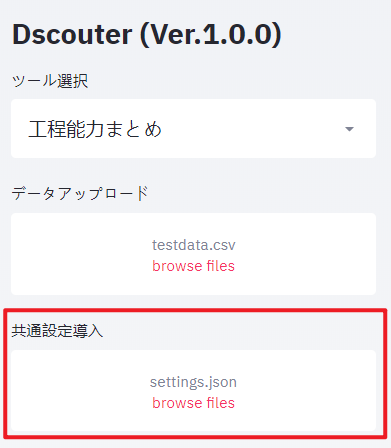 Dscouter (Ver.1.0.0)
ツール選択
工程能力まとめ
データアップロード
testdata.csv
browse files
共通設定導入
settings.json
browse files